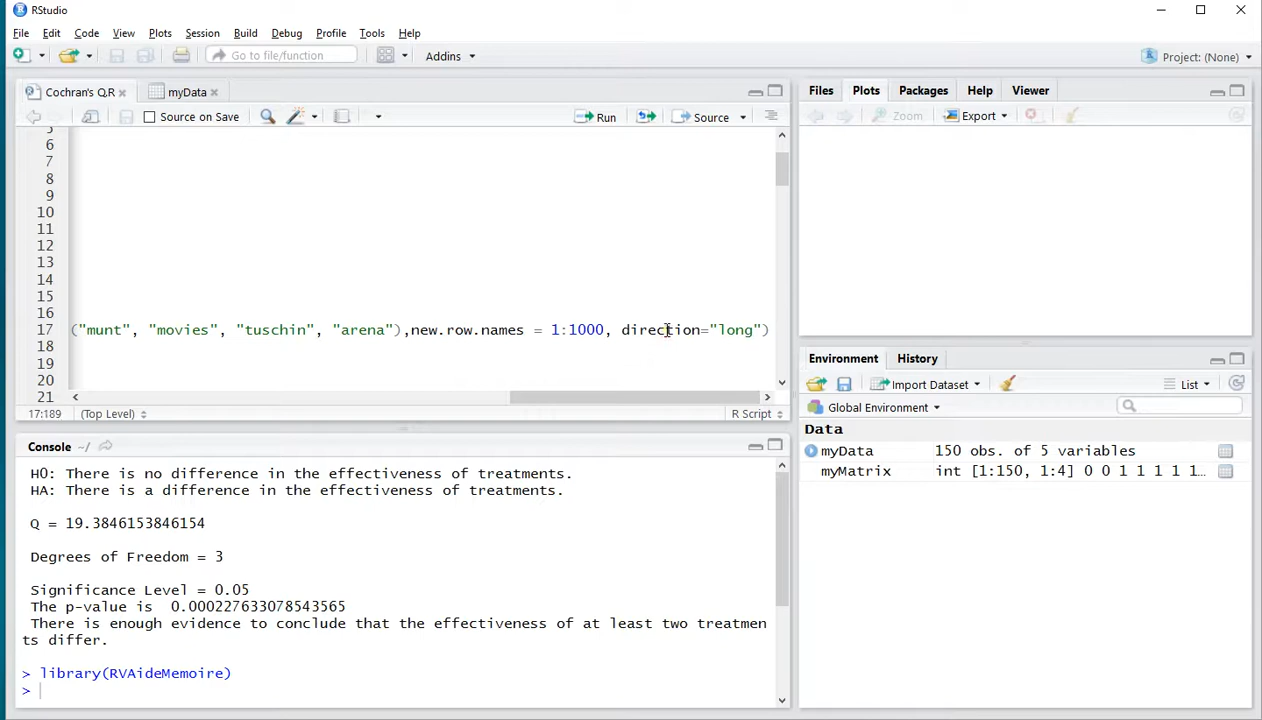 RStudio
File Edit Code View Plots Session Build Debug Profile Tools Help
Go to file/function Addins Project: (None)
Cochran's Q.R myData
Source on Save Run Source
5
6
7
8
9
10
11
12
13
14
15
16
17 ("munt", "movies", "tuschin", "arena"),new.row.names = 1:1000, direction="long")
18
19
20
21
17:189 (Top Level) R Script
Console ~/
H0: There is no difference in the effectiveness of treatments.
HA: There is a difference in the effectiveness of treatments.
Q = 19.3846153846154
Degrees of Freedom = 3
Significance Level = 0.05
The p-value is  0.000227633078543565
There is enough evidence to conclude that the effectiveness of at least two treatmen
ts differ.
> library(RVAideMemoire)
>
Files Plots Packages Help Viewer
Zoom Export
Environment History
Import Dataset List
Global Environment
Data
myData 150 obs. of 5 variables
myMatrix int [1:150, 1:4] 0 0 1 1 1 1 1...